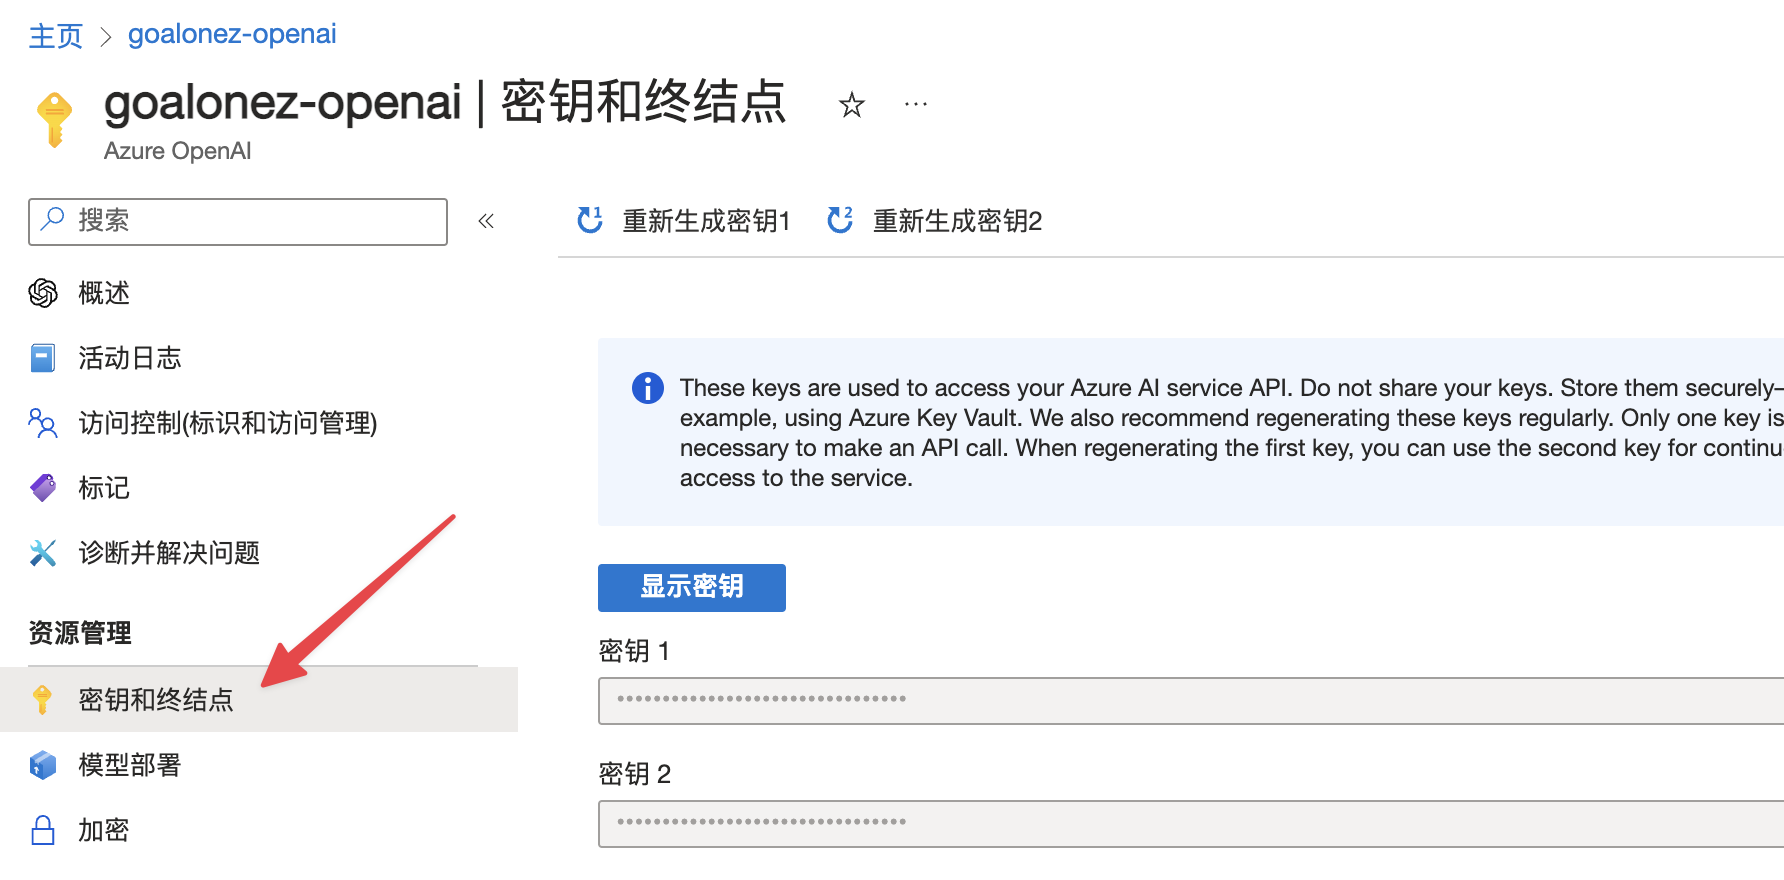 主页 > goalonez-openai
goalonez-openai | 密钥和终结点 ☆ ···
Azure OpenAI
搜索 «
重新生成密钥1 重新生成密钥2
概述
活动日志
访问控制(标识和访问管理)
标记
诊断并解决问题
资源管理
密钥和终结点
模型部署
加密
These keys are used to access your Azure AI service API. Do not share your keys. Store them securely–
example, using Azure Key Vault. We also recommend regenerating these keys regularly. Only one key is
necessary to make an API call. When regenerating the first key, you can use the second key for continu
access to the service.
显示密钥
密钥 1
••••••••••••••••••••••••••••••••
密钥 2
••••••••••••••••••••••••••••••••